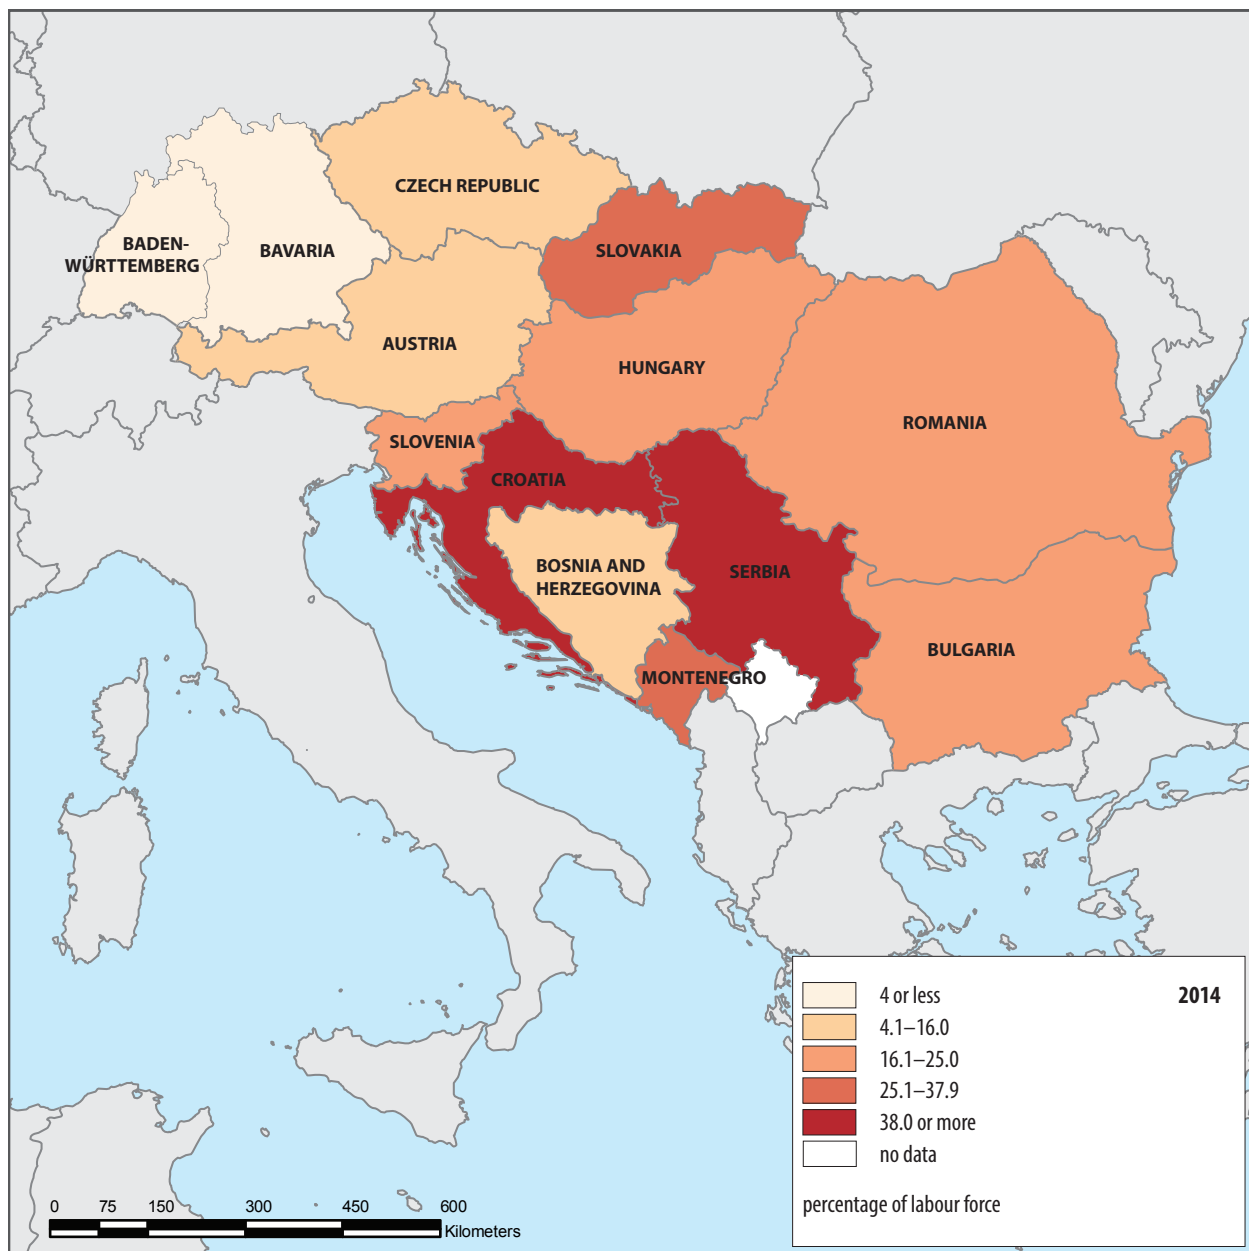 CZECH REPUBLIC
BADEN-
WÜRTTEMBERG
BAVARIA
SLOVAKIA
AUSTRIA
HUNGARY
ROMANIA
SLOVENIA
CROATIA
BOSNIA AND
HERZEGOVINA
SERBIA
BULGARIA
MONTENEGRO
4 or less
2014
4.1–16.0
16.1–25.0
25.1–37.9
38.0 or more
no data
percentage of labour force
0 75 150 300 450 600
Kilometers